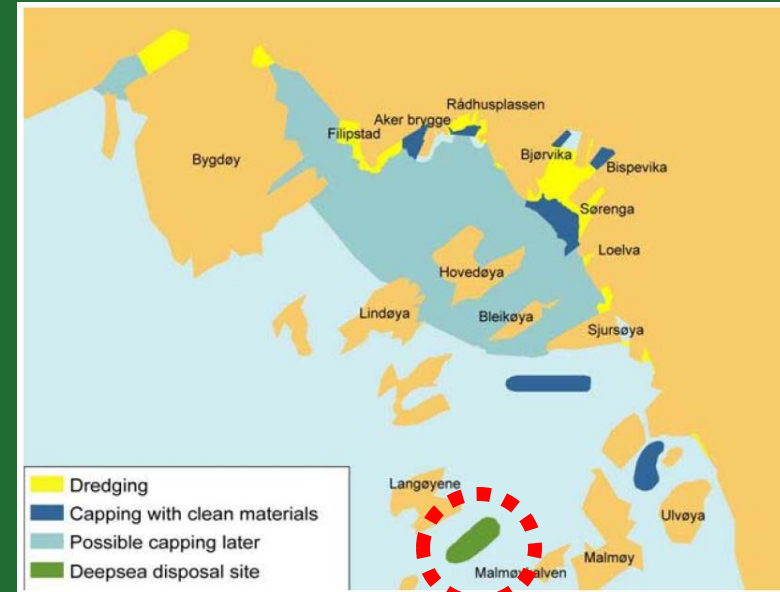 Rådhusplassen
Aker brygge
Filipstad
Bygdøy
Bjørvika
Bispevika
Sørenga
Loelva
Hovedøya
Lindøya
Bleikøya
Sjursøya
Langøyene
Ulvøya
Malmøy
Dredging
Capping with clean materials
Possible capping later
Deepsea disposal site